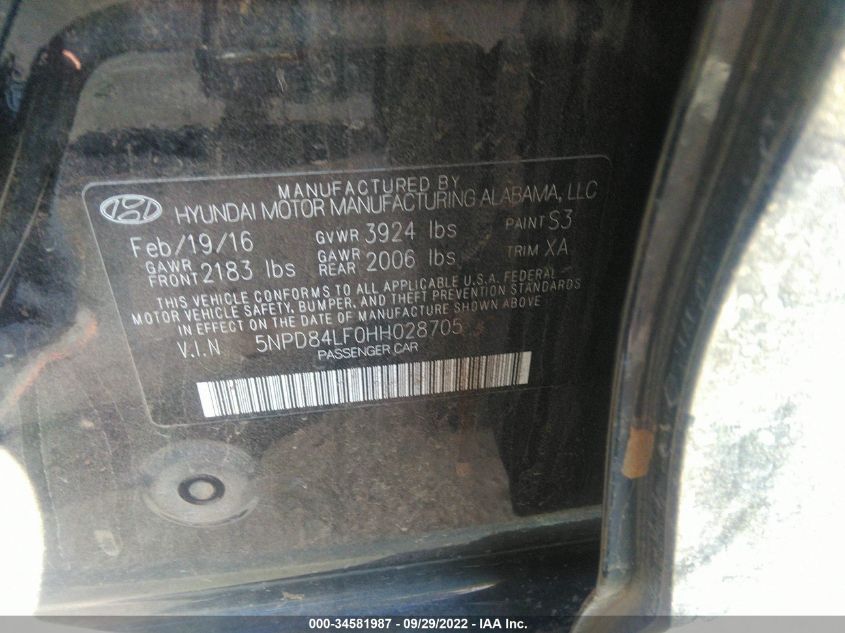 MANUFACTURED BY
HYUNDAI MOTOR MANUFACTURING ALABAMA, LLC
Feb/19/16 GVWR 3924 lbs PAINT S3
GAWR FRONT 2183 lbs GAWR REAR 2006 lbs TRIM XA
THIS VEHICLE CONFORMS TO ALL APPLICABLE U.S.A. FEDERAL
MOTOR VEHICLE SAFETY, BUMPER, AND THEFT PREVENTION STANDARDS
IN EFFECT ON THE DATE OF MANUFACTURE SHOWN ABOVE
V.I.N 5NPD84LF0HH028705
PASSENGER CAR
000-34581987 - 09/29/2022 - IAA Inc.